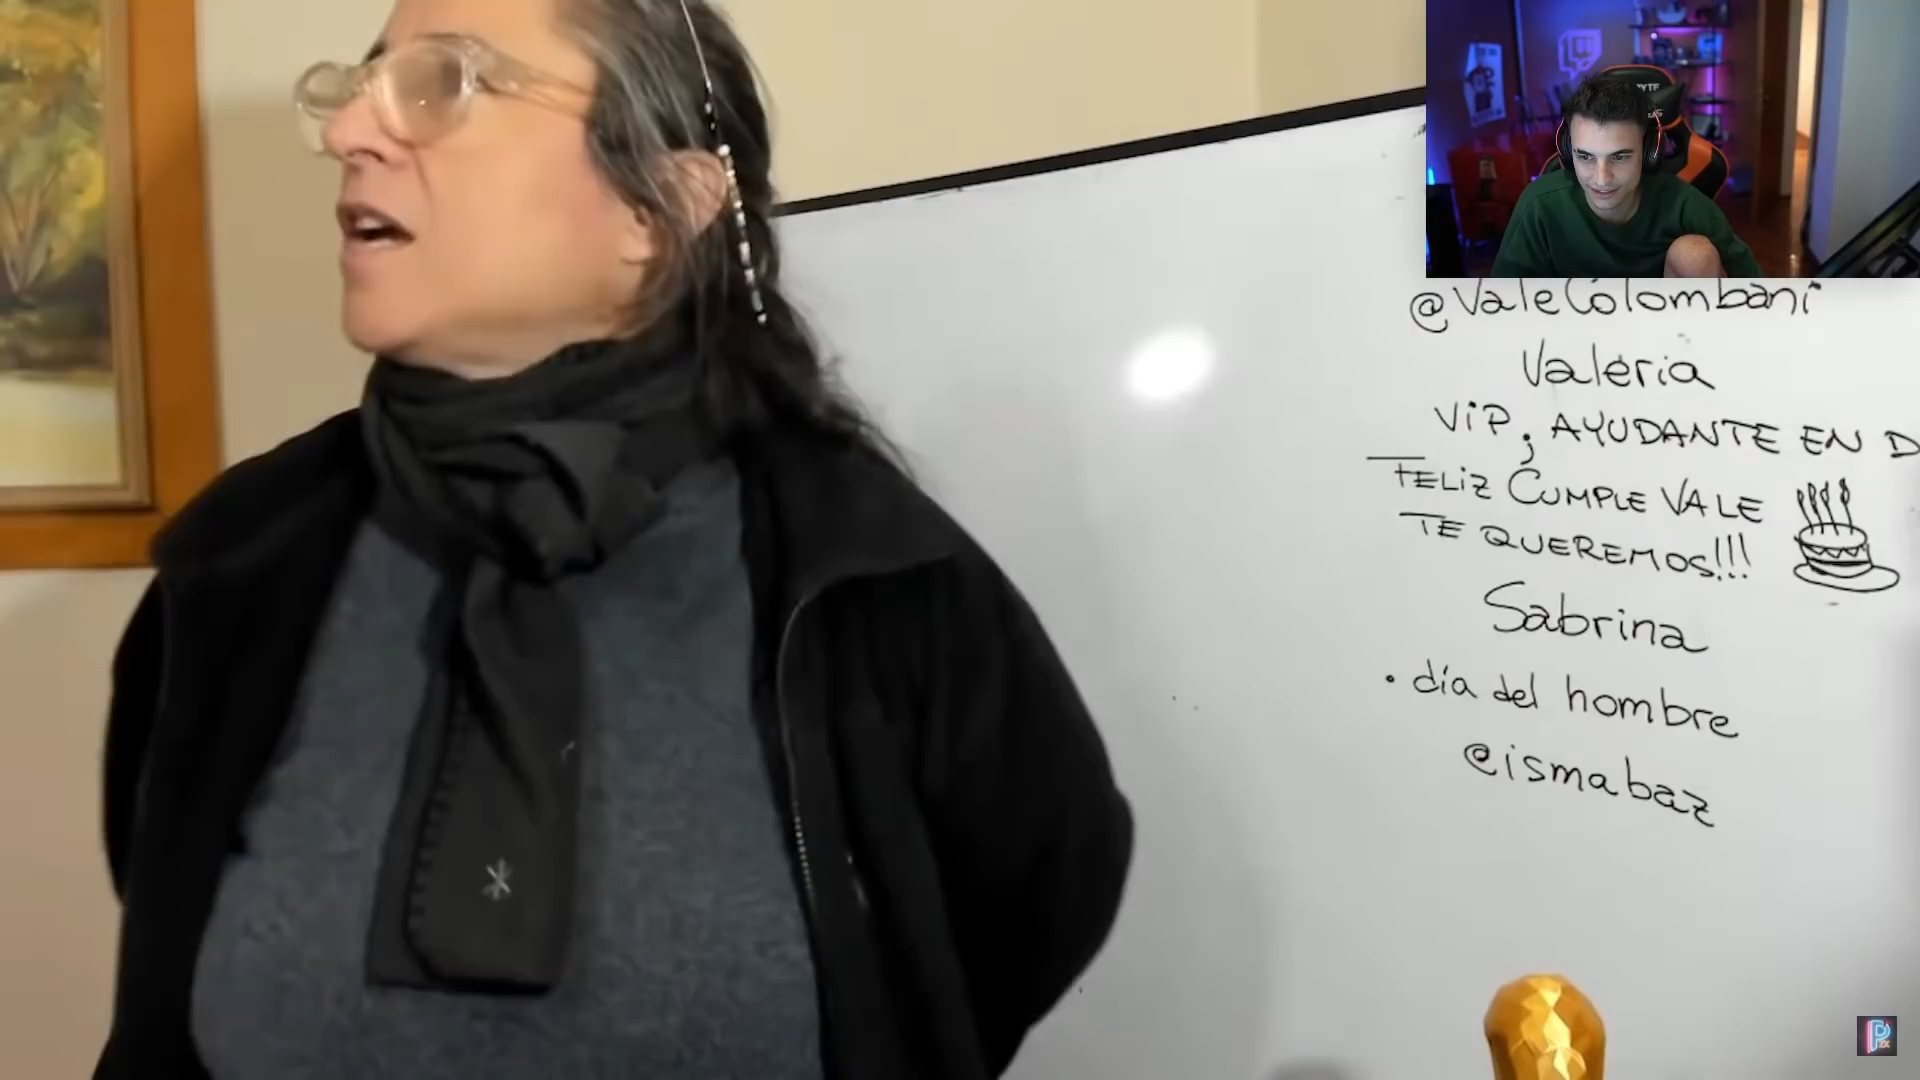 @ValeColombani
Valeria
VIP, AYUDANTE EN D
FELIZ CUMPLE VALE
TE QUEREMOS!!!
Sabrina
• día del hombre
@ismabaz